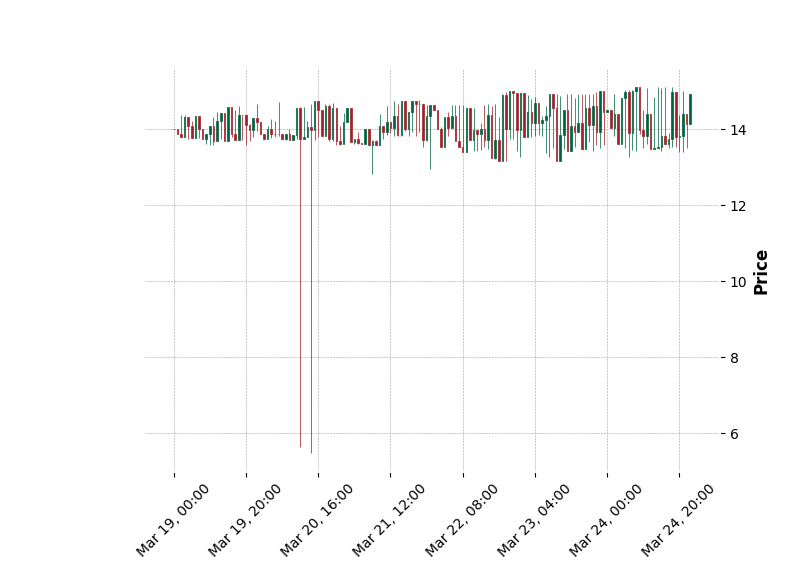 14
12
10
8
6
Price
Mar 19, 00:00
Mar 19, 20:00
Mar 20, 16:00
Mar 21, 12:00
Mar 22, 08:00
Mar 23, 04:00
Mar 24, 00:00
Mar 24, 20:00